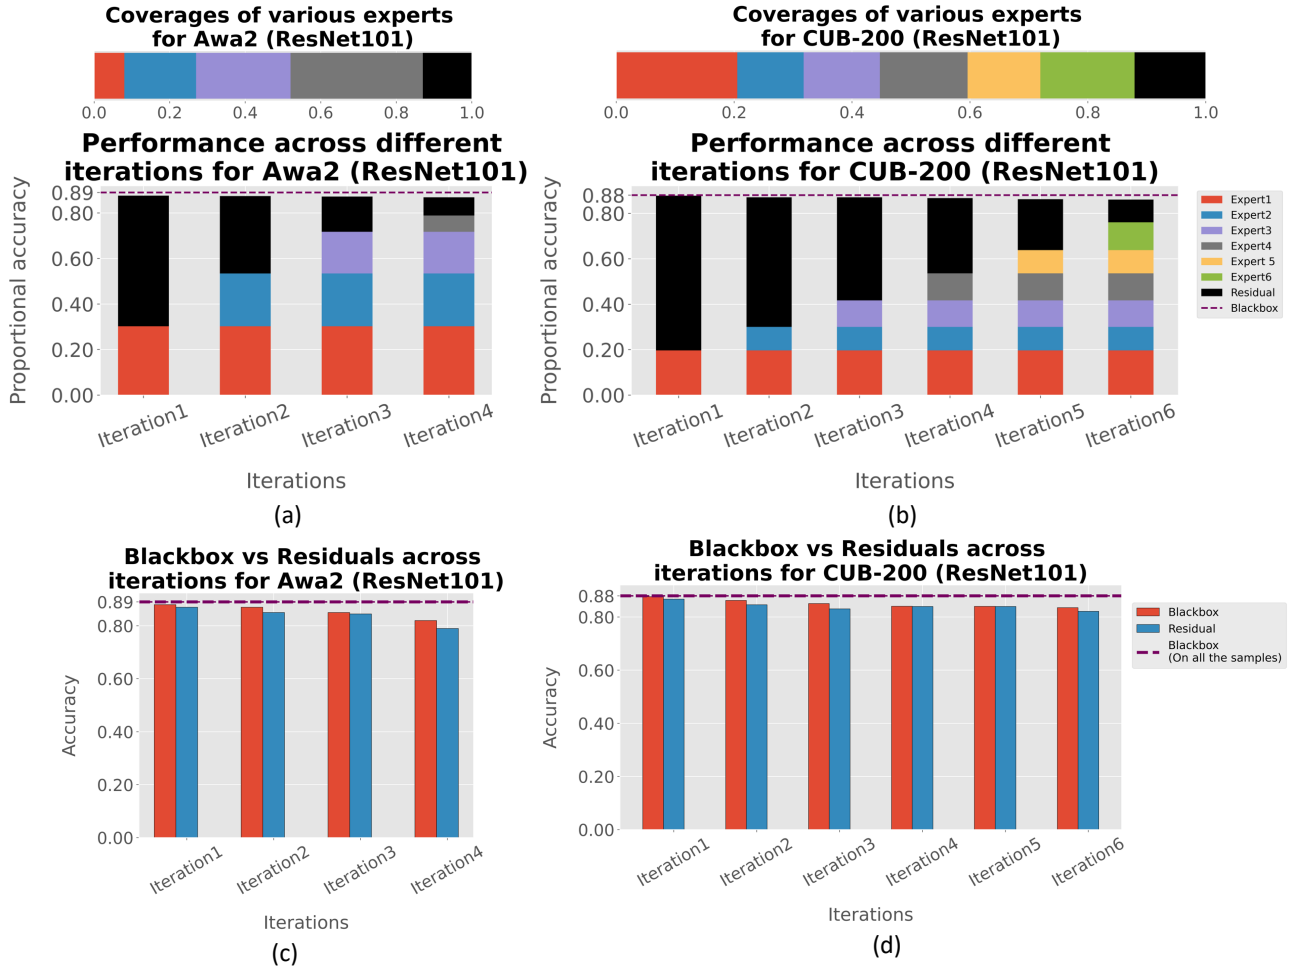 Coverages of various experts
for Awa2 (ResNet101)
0.0 0.2 0.4 0.6 0.8 1.0
Performance across different
iterations for Awa2 (ResNet101)
Proportional accuracy
0.89
0.80
0.60
0.40
0.20
0.00
Iteration1 Iteration2 Iteration3 Iteration4
Iterations
(a)
Coverages of various experts
for CUB-200 (ResNet101)
0.0 0.2 0.4 0.6 0.8 1.0
Performance across different
iterations for CUB-200 (ResNet101)
Proportional accuracy
0.88
0.80
0.60
0.40
0.20
0.00
Iteration1 Iteration2 Iteration3 Iteration4 Iteration5 Iteration6
Iterations
(b)
Expert1
Expert2
Expert3
Expert4
Expert 5
Expert6
Residual
Blackbox
Blackbox vs Residuals across
iterations for Awa2 (ResNet101)
Accuracy
0.89
0.80
0.60
0.40
0.20
0.00
Iteration1 Iteration2 Iteration3 Iteration4
Iterations
(c)
Blackbox vs Residuals across
iterations for CUB-200 (ResNet101)
Accuracy
0.88
0.80
0.60
0.40
0.20
0.00
Iteration1 Iteration2 Iteration3 Iteration4 Iteration5 Iteration6
Iterations
(d)
Blackbox
Residual
Blackbox
(On all the samples)